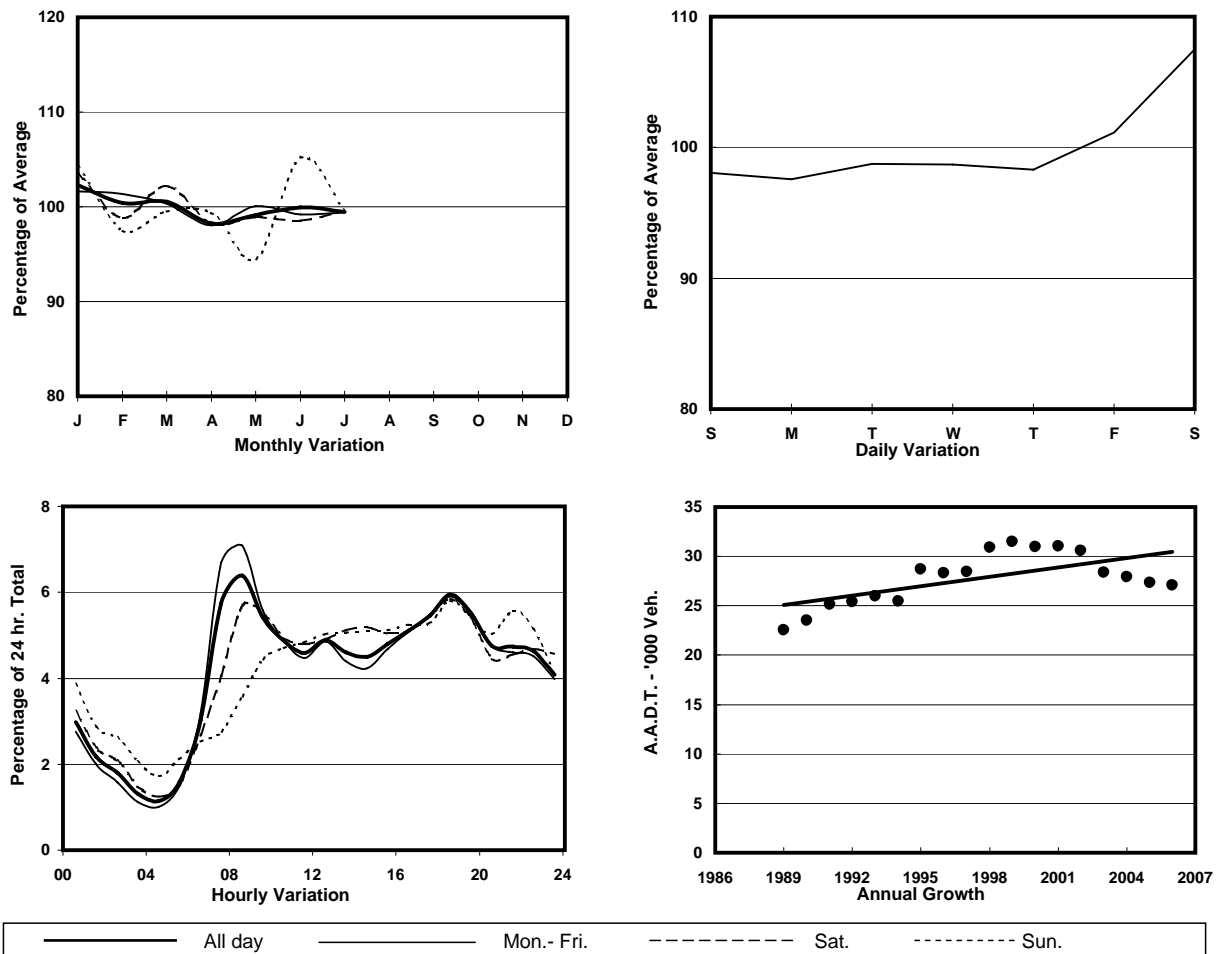 Percentage of Average
120
110
100
90
80
J F M A M J J A S O N D
Monthly Variation
Percentage of Average
110
100
90
80
S M T W T F S
Daily Variation
Percentage of 24 hr. Total
8
6
4
2
0
00 04 08 12 16 20 24
Hourly Variation
A.A.D.T. - '000 Veh.
35
30
25
20
15
10
5
0
1986 1989 1992 1995 1998 2001 2004 2007
Annual Growth
All day Mon.- Fri. Sat. Sun.